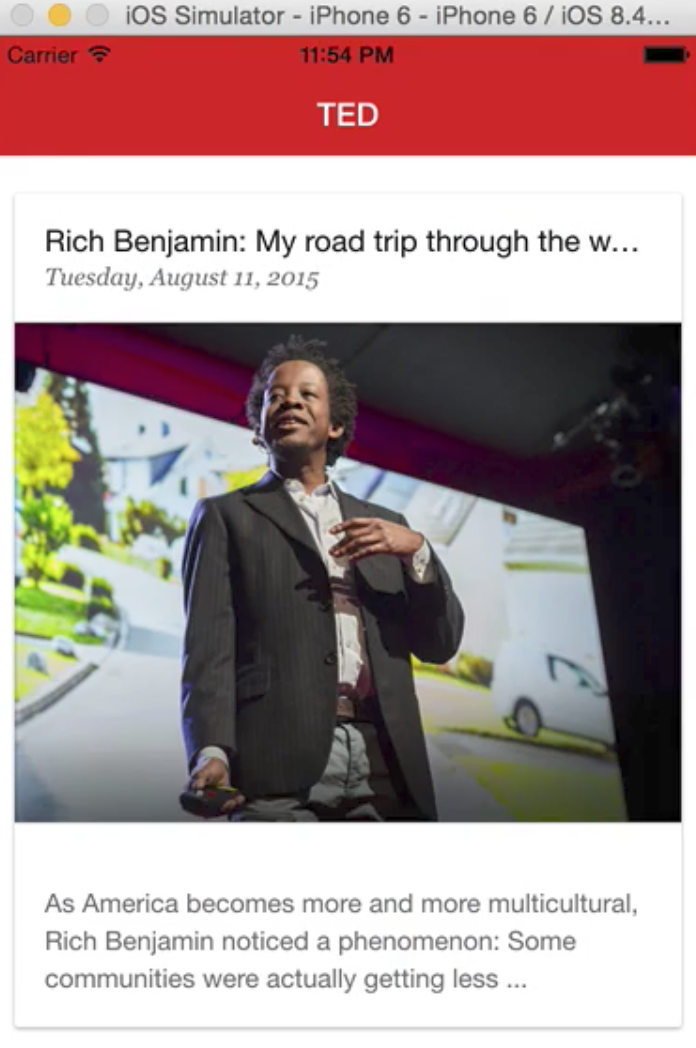 iOS Simulator - iPhone 6 - iPhone 6 / iOS 8.4...
Carrier 11:54 PM
TED
Rich Benjamin: My road trip through the w...
Tuesday, August 11, 2015
As America becomes more and more multicultural,
Rich Benjamin noticed a phenomenon: Some
communities were actually getting less ...